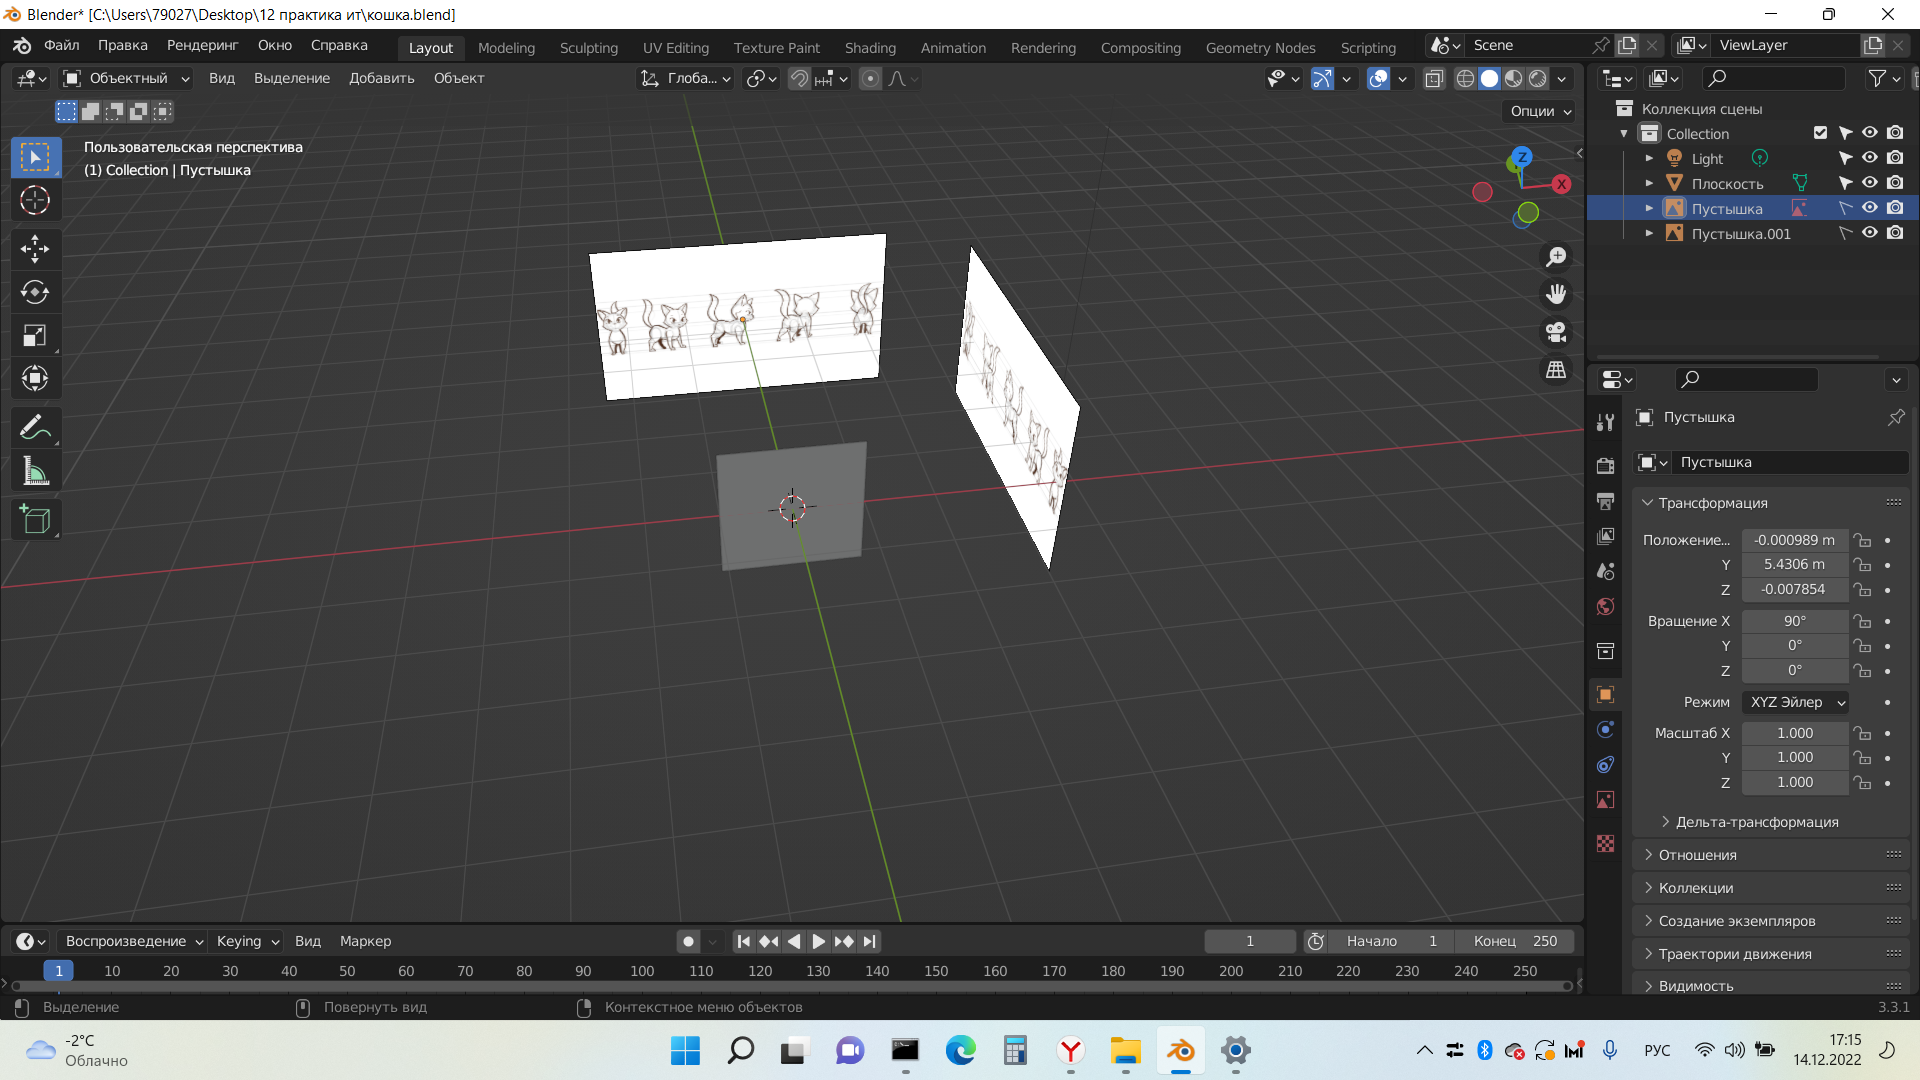 Blender* [C:\Users\79027\Desktop\12 практика ит\кошка.blend]
Файл Правка Рендеринг Окно Справка Layout Modeling Sculpting UV Editing Texture Paint Shading Animation Rendering Compositing Geometry Nodes Scripting Scene ViewLayer
Объектный Вид Выделение Добавить Объект Глоба...
Опции
Пользовательская перспектива
(1) Collection | Пустышка
Z
X
Коллекция сцены
Collection
Light
Плоскость
Пустышка
Пустышка.001
Пустышка
Пустышка
Трансформация
Положение... -0.000989 m
Y 5.4306 m
Z -0.007854
Вращение X 90°
Y 0°
Z 0°
Режим XYZ Эйлер
Масштаб X 1.000
Y 1.000
Z 1.000
Дельта-трансформация
Отношения
Коллекции
Создание экземпляров
Траектории движения
Видимость
Воспроизведение Keying Вид Маркер 1 Начало 1 Конец 250
1 10 20 30 40 50 60 70 80 90 100 110 120 130 140 150 160 170 180 190 200 210 220 230 240 250
Выделение Повернуть вид Контекстное меню объектов 3.3.1
-2°C
Облачно
РУС
17:15
14.12.2022